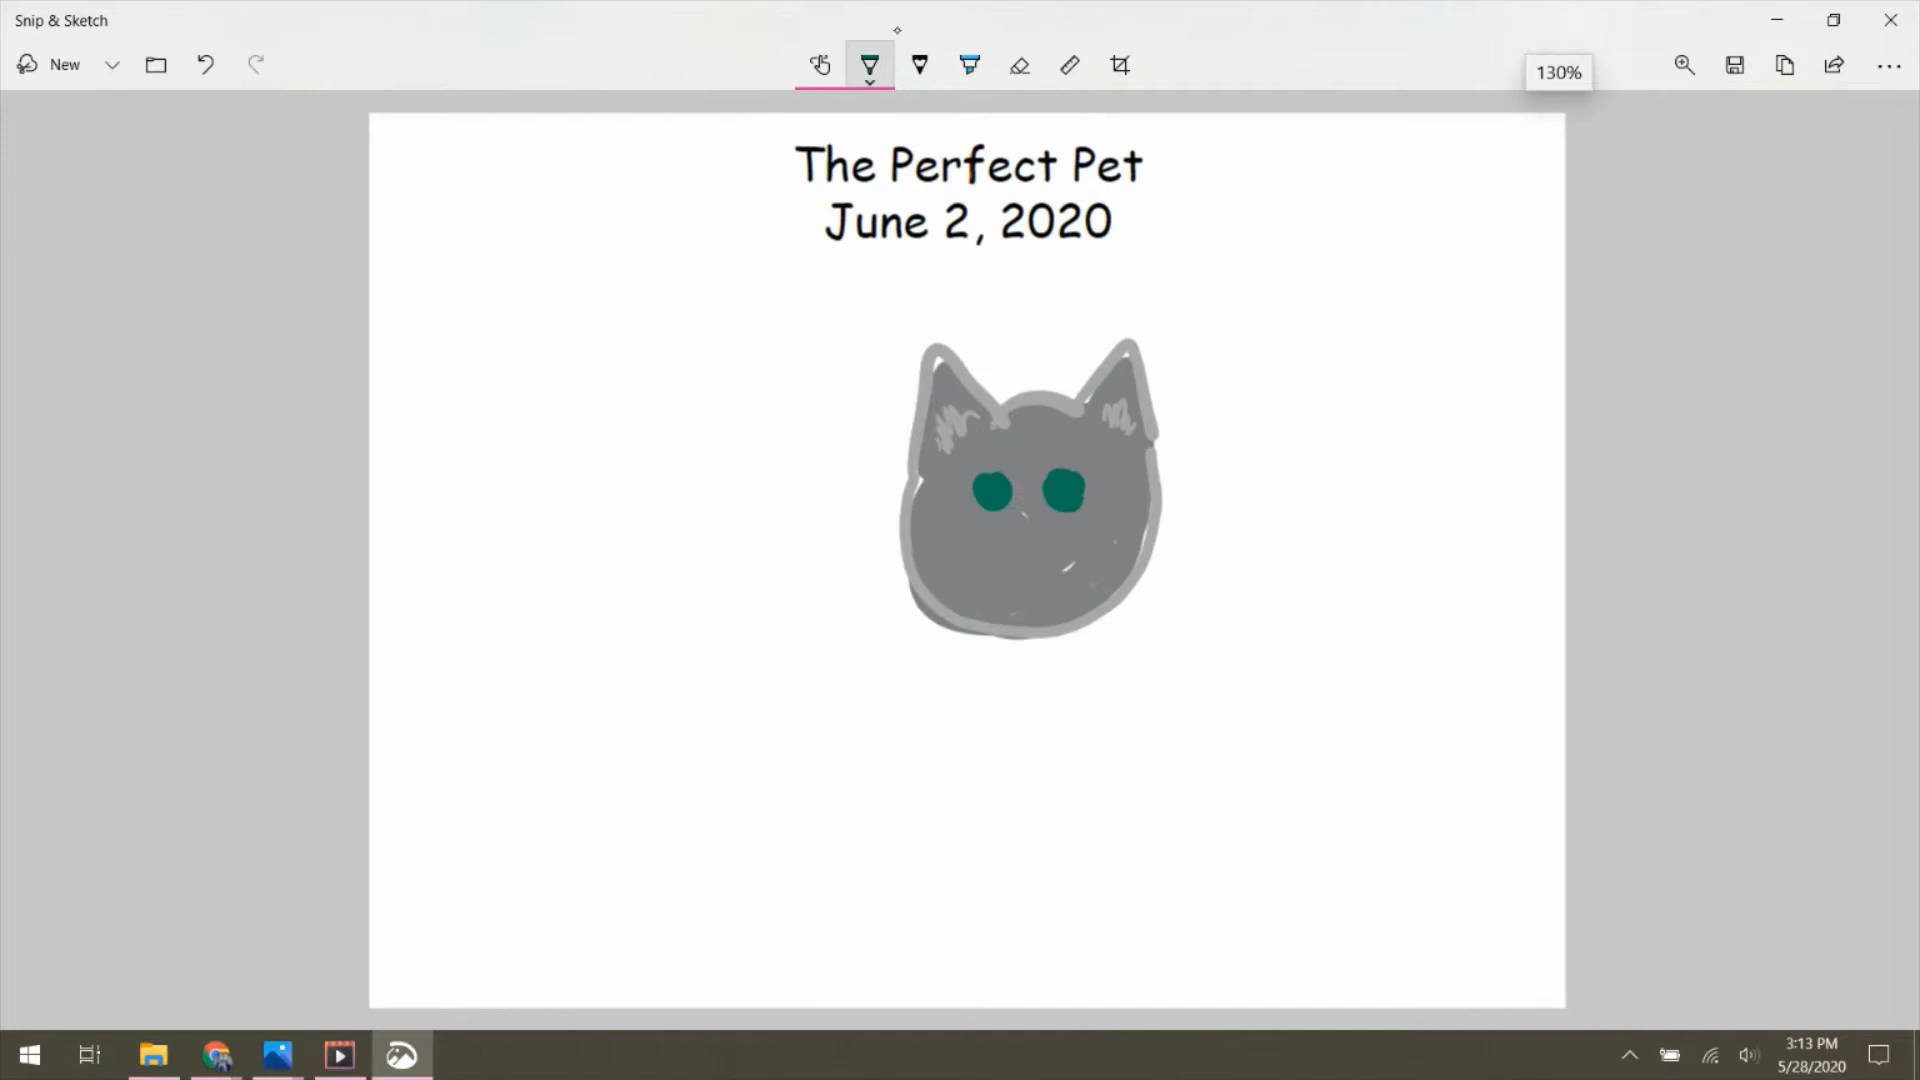 Snip & Sketch
New
130%
The Perfect Pet
June 2, 2020
3:13 PM
5/28/2020